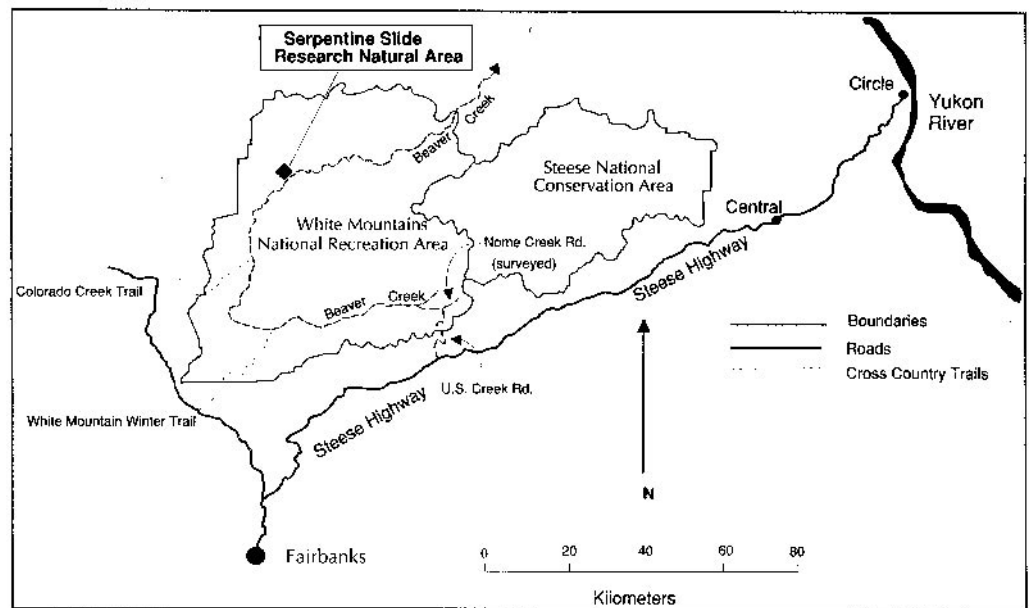 Serpentine Slide
Research Natural Area
Circle
Yukon
River
Beaver
Creek
Steese National
Conservation Area
Central
White Mountains
National Recreation Area
Nome Creek Rd.
(surveyed)
Steese Highway
Colorado Creek Trail
Beaver
Creek
Boundaries
Roads
Cross Country Trails
U.S. Creek Rd.
White Mountain Winter Trail
Steese Highway
N
Fairbanks
0 20 40 60 80
Kilometers